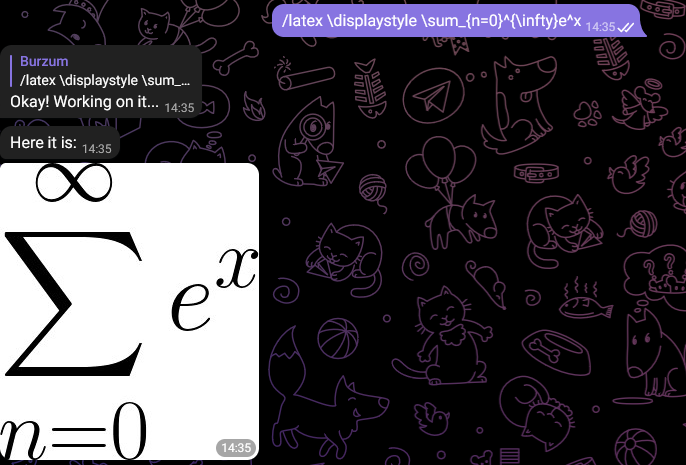 /latex \displaystyle \sum_{n=0}^{\infty}e^x 14:35
Burzum
/latex \displaystyle \sum_...
Okay! Working on it... 14:35
Here it is: 14:35
∞
∑ e^x
n=0
14:35